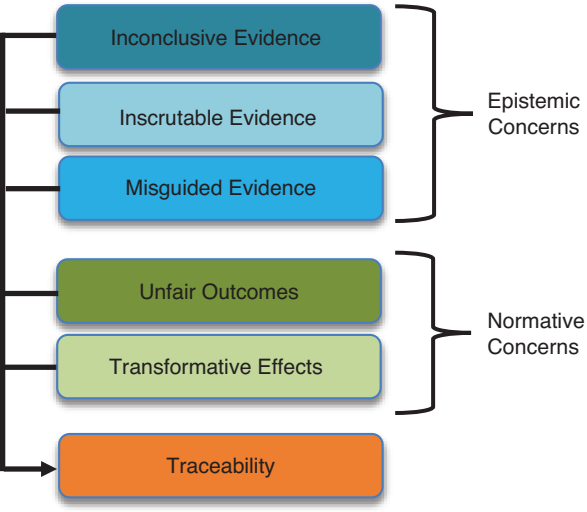 Inconclusive Evidence
Inscrutable Evidence
Misguided Evidence
Epistemic
Concerns
Unfair Outcomes
Transformative Effects
Normative
Concerns
Traceability